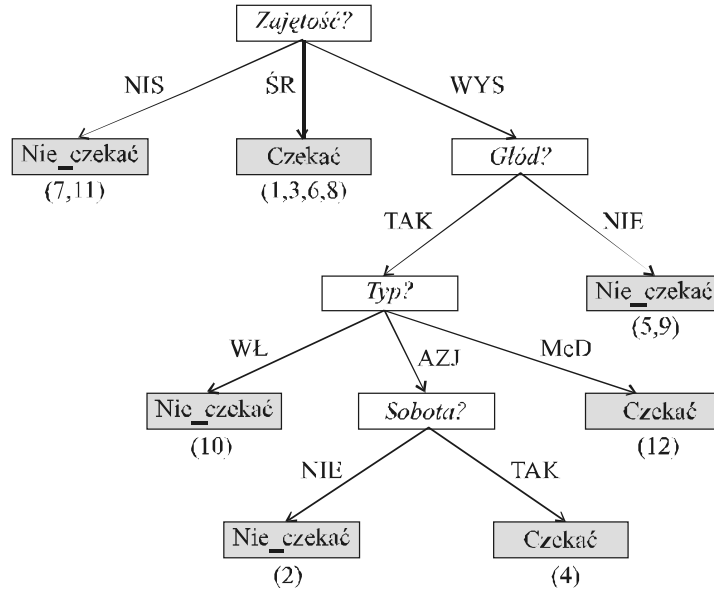 Zajętość?
NIS
ŚR
WYS
Nie_czekać
Czekać
Głód?
(7,11)
(1,3,6,8)
TAK
NIE
Typ?
Nie_czekać
(5,9)
WŁ
AZJ
McD
Nie_czekać
Sobota?
Czekać
(10)
(12)
NIE
TAK
Nie_czekać
Czekać
(2)
(4)